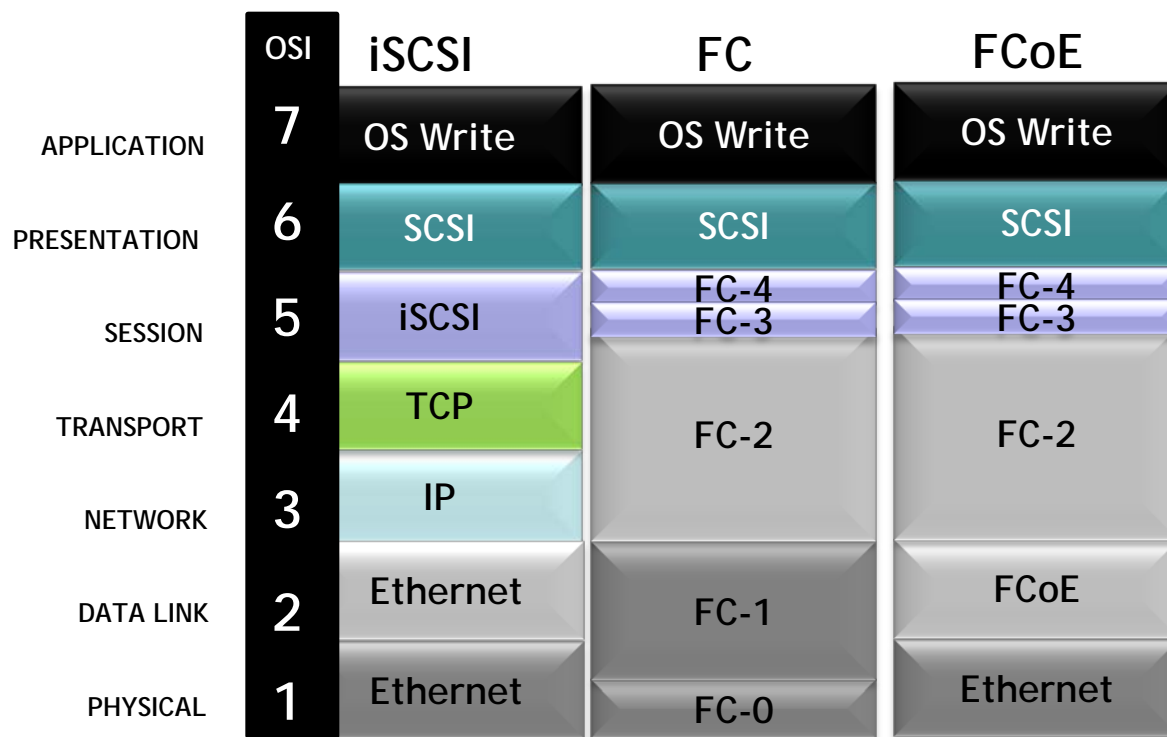 OSI iSCSI FC FCoE
APPLICATION 7 OS Write OS Write OS Write
PRESENTATION 6 SCSI SCSI SCSI
SESSION 5 iSCSI FC-4 FC-4
FC-3 FC-3
TRANSPORT 4 TCP FC-2 FC-2
NETWORK 3 IP
DATA LINK 2 Ethernet FC-1 FCoE
PHYSICAL 1 Ethernet FC-0 Ethernet